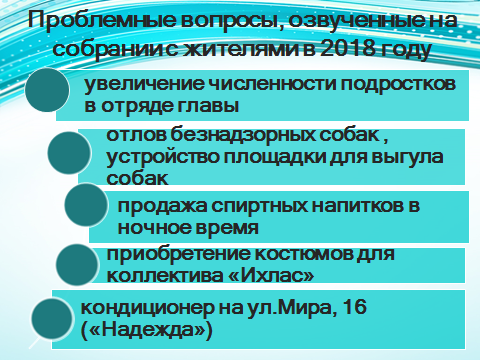 Проблемные вопросы, озвученные на
собрании с жителями в 2018 году
увеличение численности подростков
в отряде главы
отлов безнадзорных собак ,
устройство площадки для выгула
собак
продажа спиртных напитков в
ночное время
приобретение костюмов для
коллектива «Ихлас»
кондиционер на ул.Мира, 16
(«Надежда»)